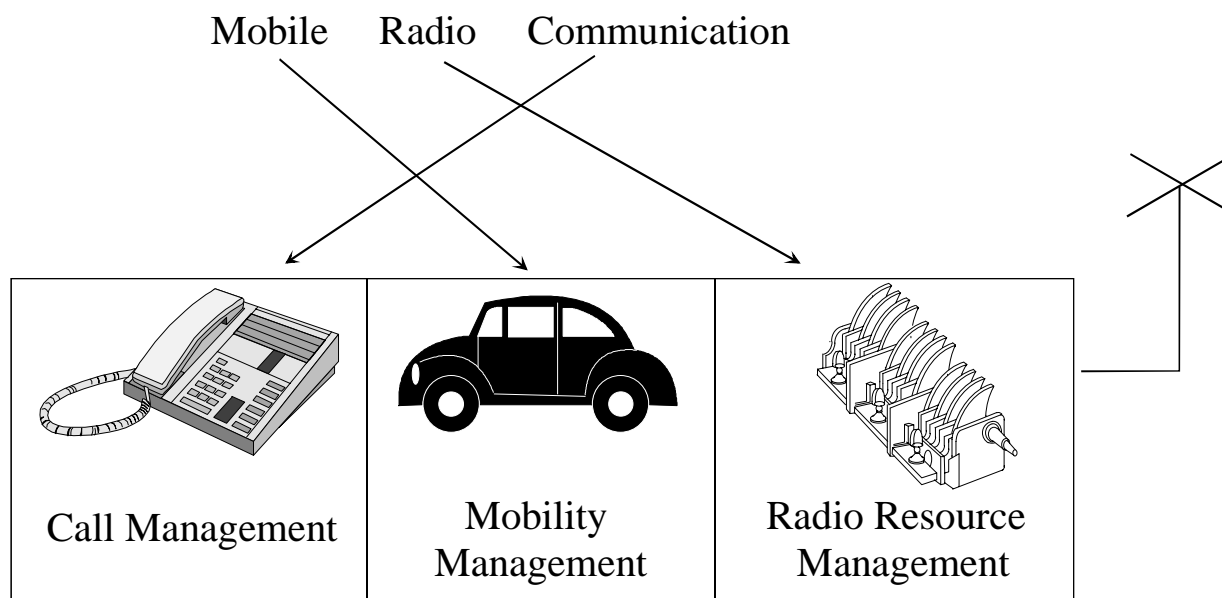 Mobile Radio Communication
Call Management
Mobility
Management
Radio Resource
Management